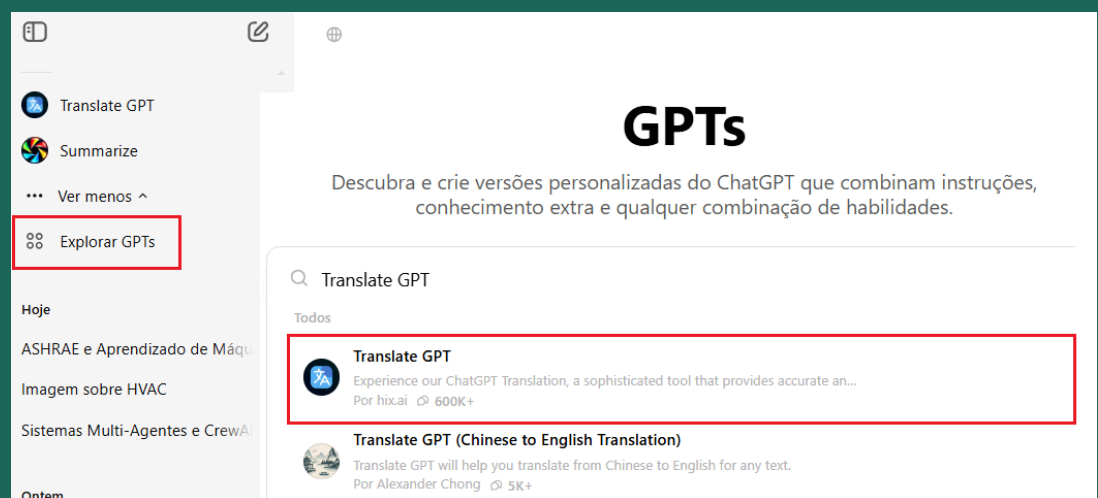 Translate GPT
Summarize
Ver menos
Explorar GPTs
Hoje
ASHRAE e Aprendizado de
Imagem sobre HVAC
Sistemas Multi-Agentes e
Ontem
GPTs
Descubra e crie versões personalizadas do ChatGPT que combinam instruções,
conhecimento extra e qualquer combinação de habilidades.
Translate GPT
Todos
Translate GPT
Experience our ChatGPT Translation, a sophisticated tool that provides accurate an...
Por hix.ai 600K+
Translate GPT (Chinese to English Translation)
Translate GPT will help you translate from Chinese to English for any text.
Por Alexander Chong 5K+